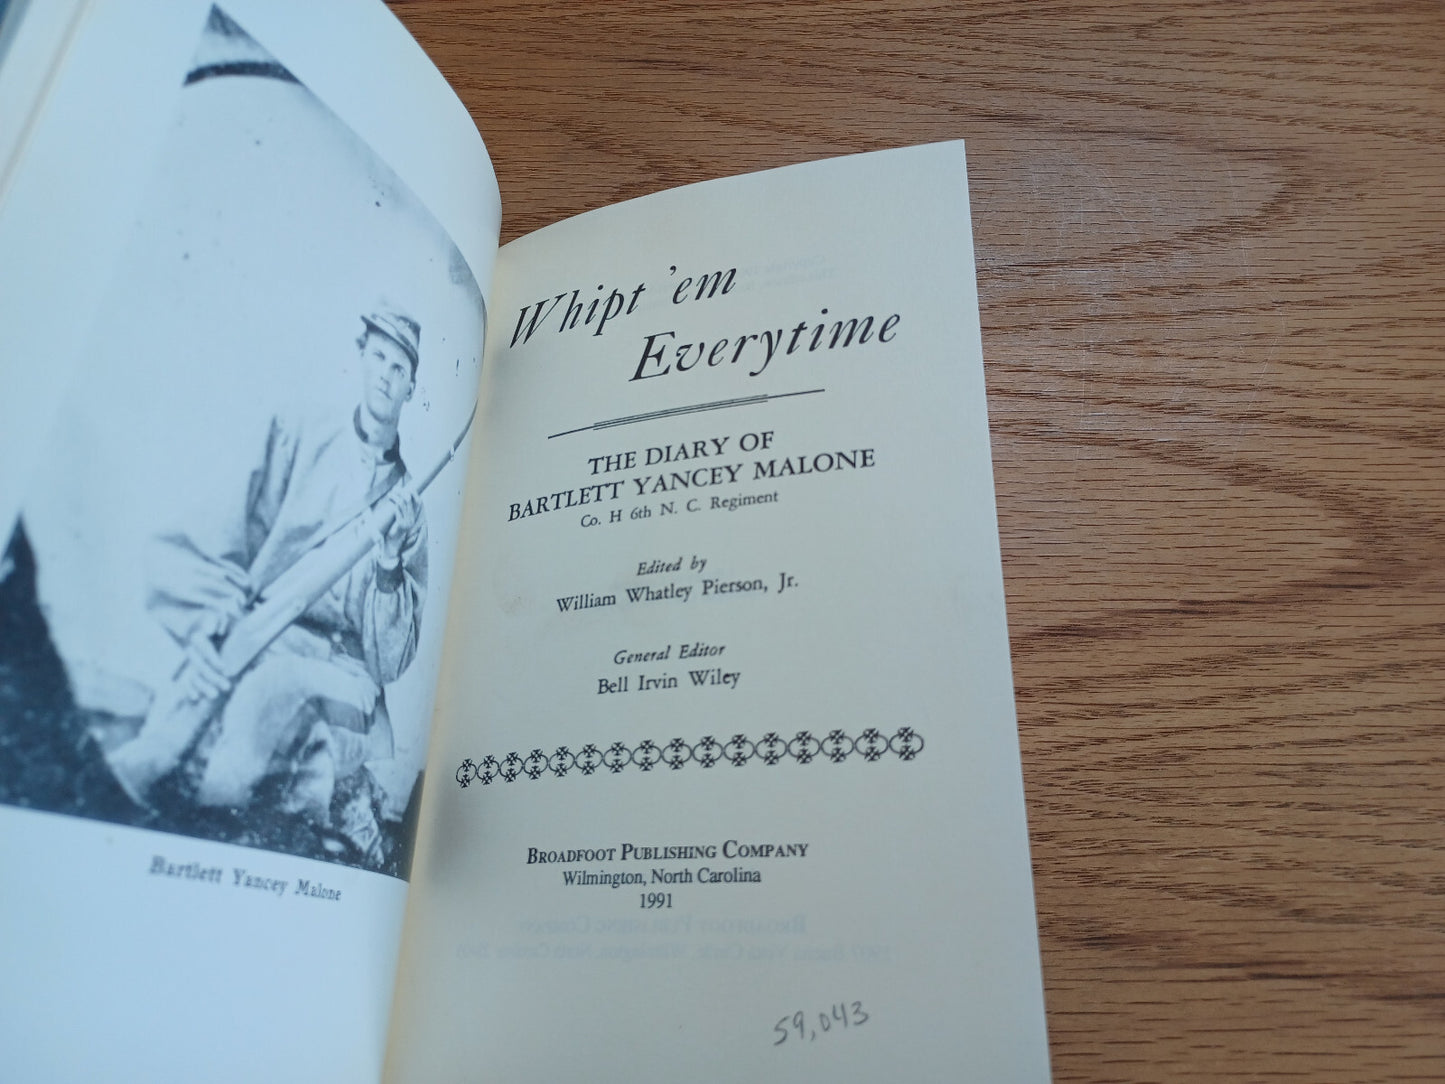 Bartlett Yancey Malone
Whipt 'em
Everytime
THE DIARY OF
BARTLETT YANCEY MALONE
Co. H 6th N. C. Regiment
Edited by
William Whatley Pierson, Jr.
General Editor
Bell Irvin Wiley
BROADFOOT PUBLISHING COMPANY
Wilmington, North Carolina
1991
59,043